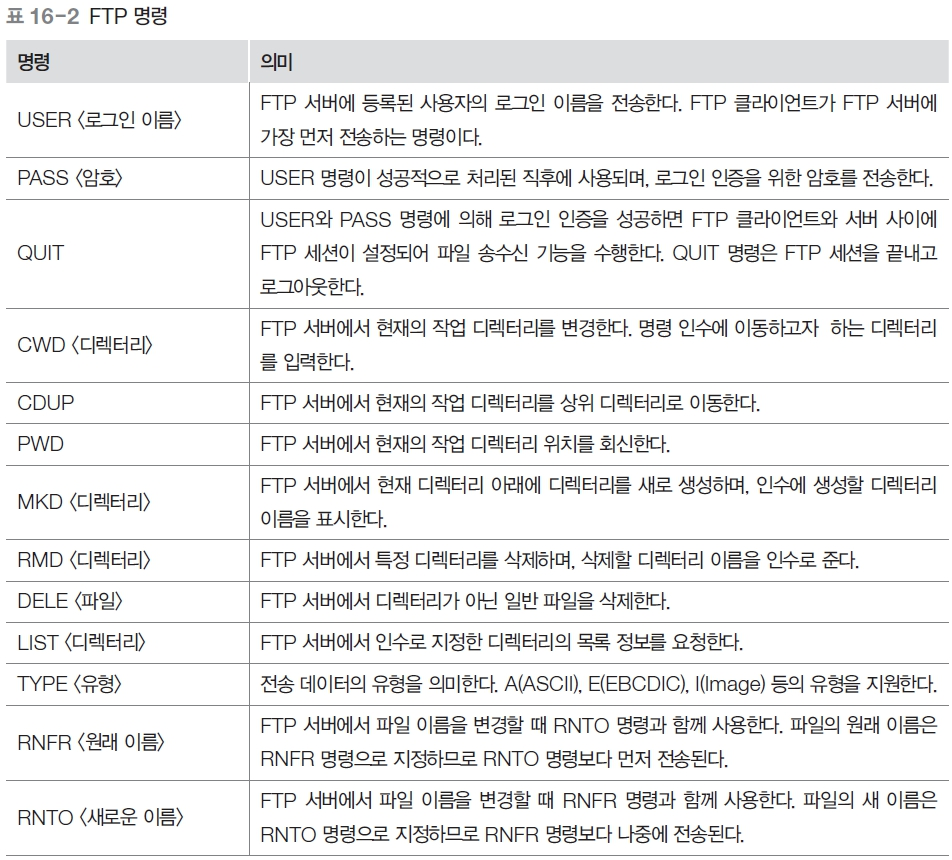 표 16-2 FTP 명령
명령
의미
USER 〈로그인 이름〉
FTP 서버에 등록된 사용자의 로그인 이름을 전송한다. FTP 클라이언트가 FTP 서버에
가장 먼저 전송하는 명령이다.
PASS 〈암호〉
USER 명령이 성공적으로 처리된 직후에 사용되며, 로그인 인증을 위한 암호를 전송한다.
QUIT
USER와 PASS 명령에 의해 로그인 인증을 성공하면 FTP 클라이언트와 서버 사이에
FTP 세션이 설정되어 파일 송수신 기능을 수행한다. QUIT 명령은 FTP 세션을 끝내고
로그아웃한다.
CWD 〈디렉터리〉
FTP 서버에서 현재의 작업 디렉터리를 변경한다. 명령 인수에 이동하고자 하는 디렉터리
를 입력한다.
CDUP
FTP 서버에서 현재의 작업 디렉터리를 상위 디렉터리로 이동한다.
PWD
FTP 서버에서 현재의 작업 디렉터리 위치를 회신한다.
MKD 〈디렉터리〉
FTP 서버에서 현재 디렉터리 아래에 디렉터리를 새로 생성하며, 인수에 생성할 디렉터리
이름을 표시한다.
RMD 〈디렉터리〉
FTP 서버에서 특정 디렉터리를 삭제하며, 삭제할 디렉터리 이름을 인수로 준다.
DELE 〈파일〉
FTP 서버에서 디렉터리가 아닌 일반 파일을 삭제한다.
LIST 〈디렉터리〉
FTP 서버에서 인수로 지정한 디렉터리의 목록 정보를 요청한다.
TYPE 〈유형〉
전송 데이터의 유형을 의미한다. A(ASCII), E(EBCDIC), I(Image) 등의 유형을 지원한다.
RNFR 〈원래 이름〉
FTP 서버에서 파일 이름을 변경할 때 RNTO 명령과 함께 사용한다. 파일의 원래 이름은
RNFR 명령으로 지정하므로 RNTO 명령보다 먼저 전송된다.
RNTO 〈새로운 이름〉
FTP 서버에서 파일 이름을 변경할 때 RNFR 명령과 함께 사용한다. 파일의 새 이름은
RNTO 명령으로 지정하므로 RNFR 명령보다 나중에 전송된다.